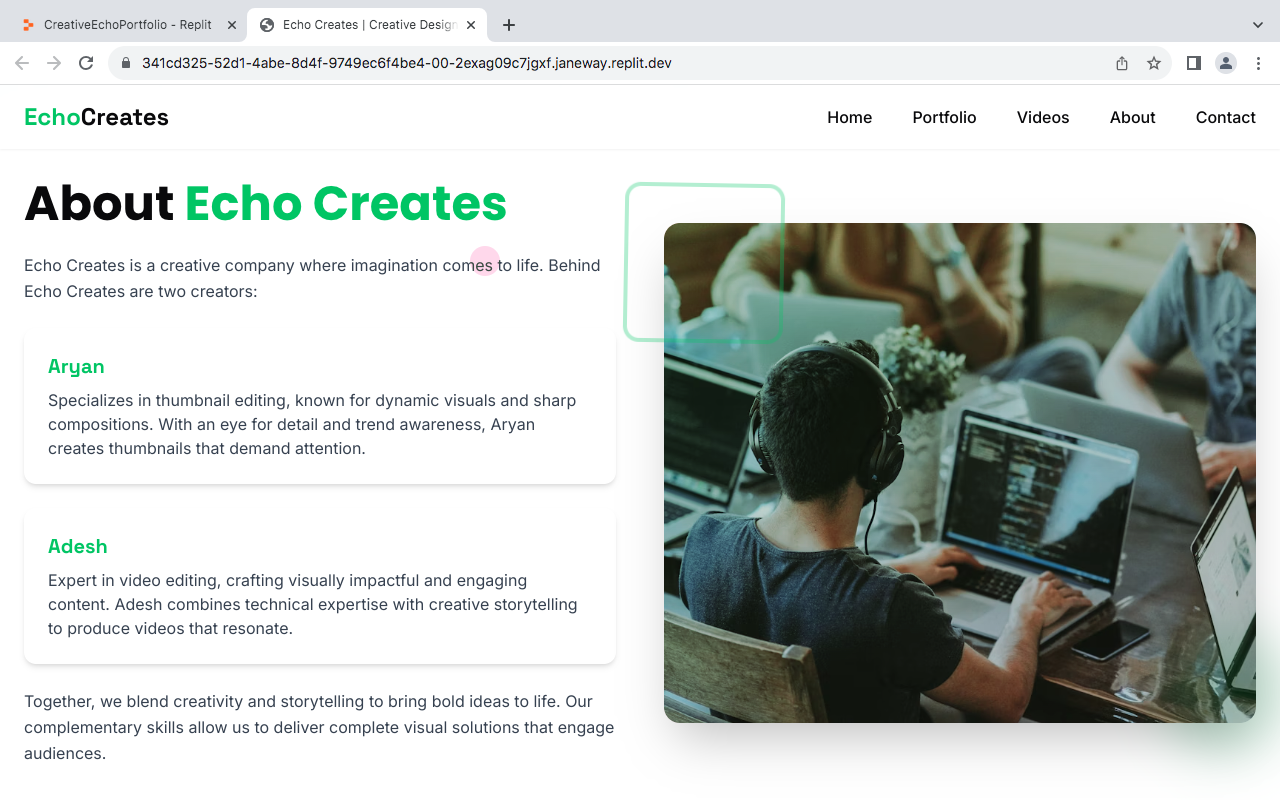 CreativeEchoPortfolio - Replit
Echo Creates | Creative Design
341cd325-52d1-4abe-8d4f-9749ec6f4be4-00-2exag09c7jgxf.janeway.replit.dev
EchoCreates
Home Portfolio Videos About Contact
About Echo Creates
Echo Creates is a creative company where imagination comes to life. Behind
Echo Creates are two creators:
Aryan
Specializes in thumbnail editing, known for dynamic visuals and sharp
compositions. With an eye for detail and trend awareness, Aryan
creates thumbnails that demand attention.
Adesh
Expert in video editing, crafting visually impactful and engaging
content. Adesh combines technical expertise with creative storytelling
to produce videos that resonate.
Together, we blend creativity and storytelling to bring bold ideas to life. Our
complementary skills allow us to deliver complete visual solutions that engage
audiences.